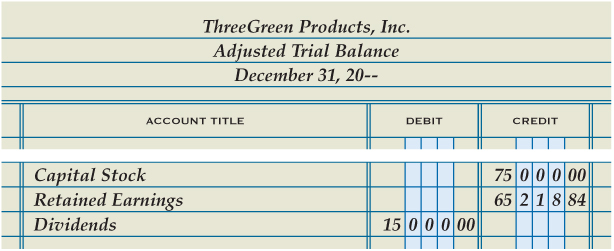 ThreeGreen Products, Inc.
Adjusted Trial Balance
December 31, 20--
ACCOUNT TITLE DEBIT CREDIT
Capital Stock 75 0 0 0 00
Retained Earnings 65 2 1 8 84
Dividends 15 0 0 0 00